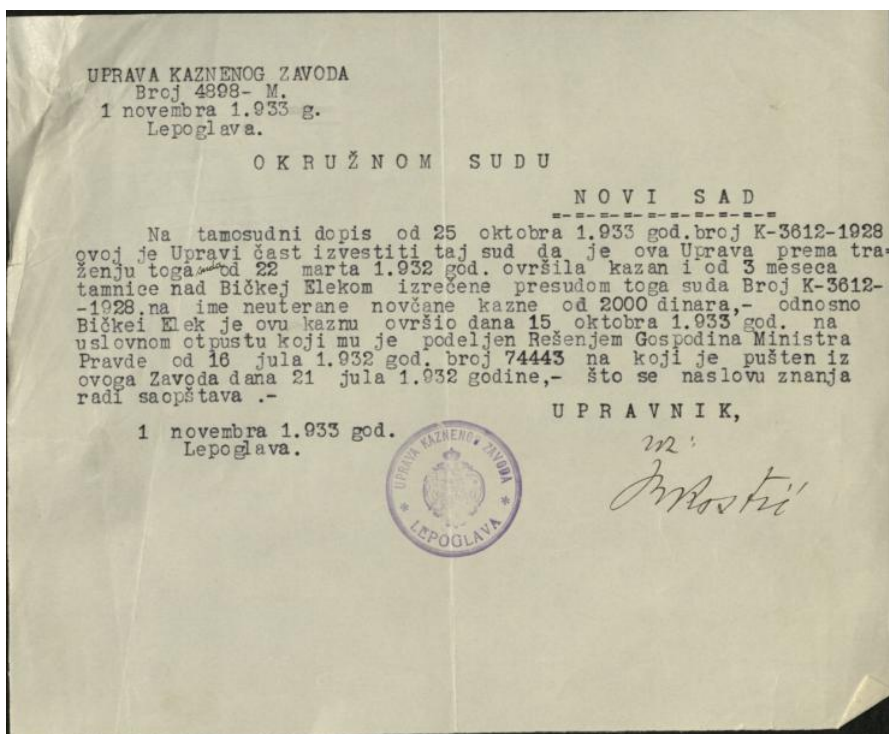 UPRAVA KAZNENOG ZAVODA
Broj 4898- M.
1 novembra 1.933 g.
Lepoglava.
OKRUŽNOM SUDU
NOVI SAD
=-=-=-=-=-=-=-=-=-=
Na tamosudni dopis od 25 oktobra 1.933 god.broj K-3612-1928
ovoj je Upravi čast izvestiti taj sud da je ova Uprava prema tra=
ženju toga suda od 22 marta 1.932 god. ovršila kazan i od 3 meseca
tamnice nad Bičkej Elekom izrečene presudom toga suda Broj K-3612-
-1928.na ime neuterane novčane kazne od 2000 dinara,- odnosno
Bičkei Elek je ovu kaznu ovršio dana 15 oktobra 1.933 god. na
uslovnom otpustu koji mu je podeljen Rešenjem Gospodina Ministra
Pravde od 16 jula 1.932 god. broj 74443 na koji je pušten iz
ovoga Zavoda dana 21 jula 1.932 godine,- što se naslovu znanja
radi saopštava .-
UPRAVNIK,
1 novembra 1.933 god.
Lepoglava.
UPRAVA KAZNENOG ZAVODA
* LEPOGLAVA *